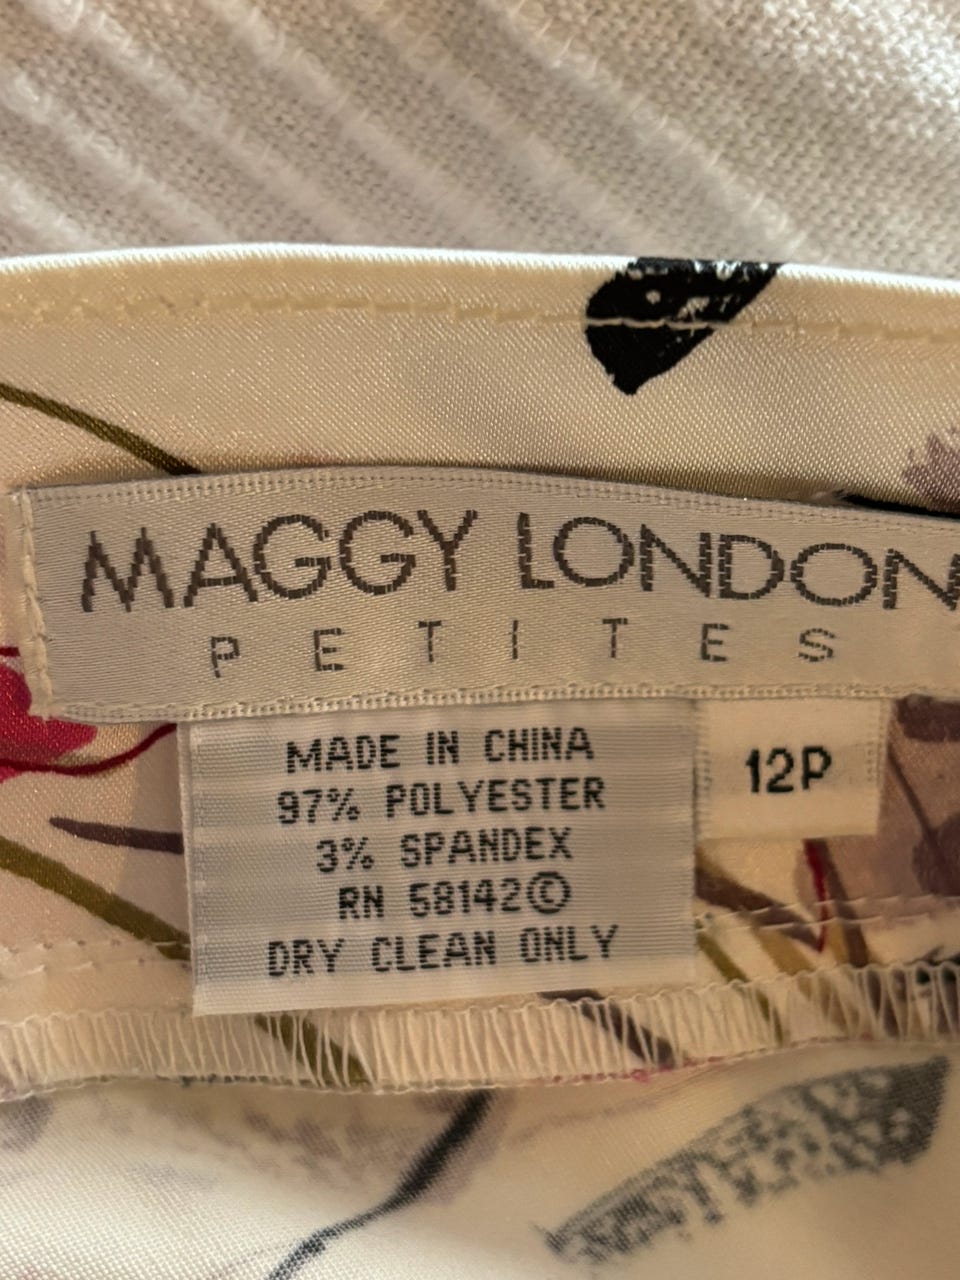 MAGGY LONDON
PETITES
MADE IN CHINA
97% POLYESTER
3% SPANDEX
RN 58142©
DRY CLEAN ONLY
12P